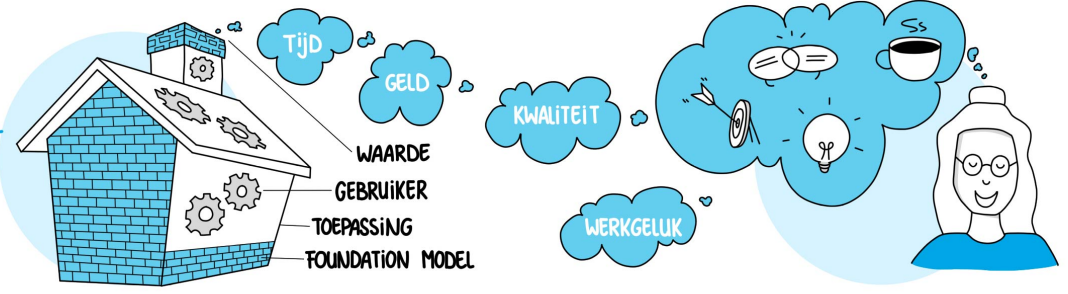 TIJD
GELD
KWALITEIT
WERKGELUK
WAARDE
GEBRUIKER
TOEPASSING
FOUNDATION MODEL